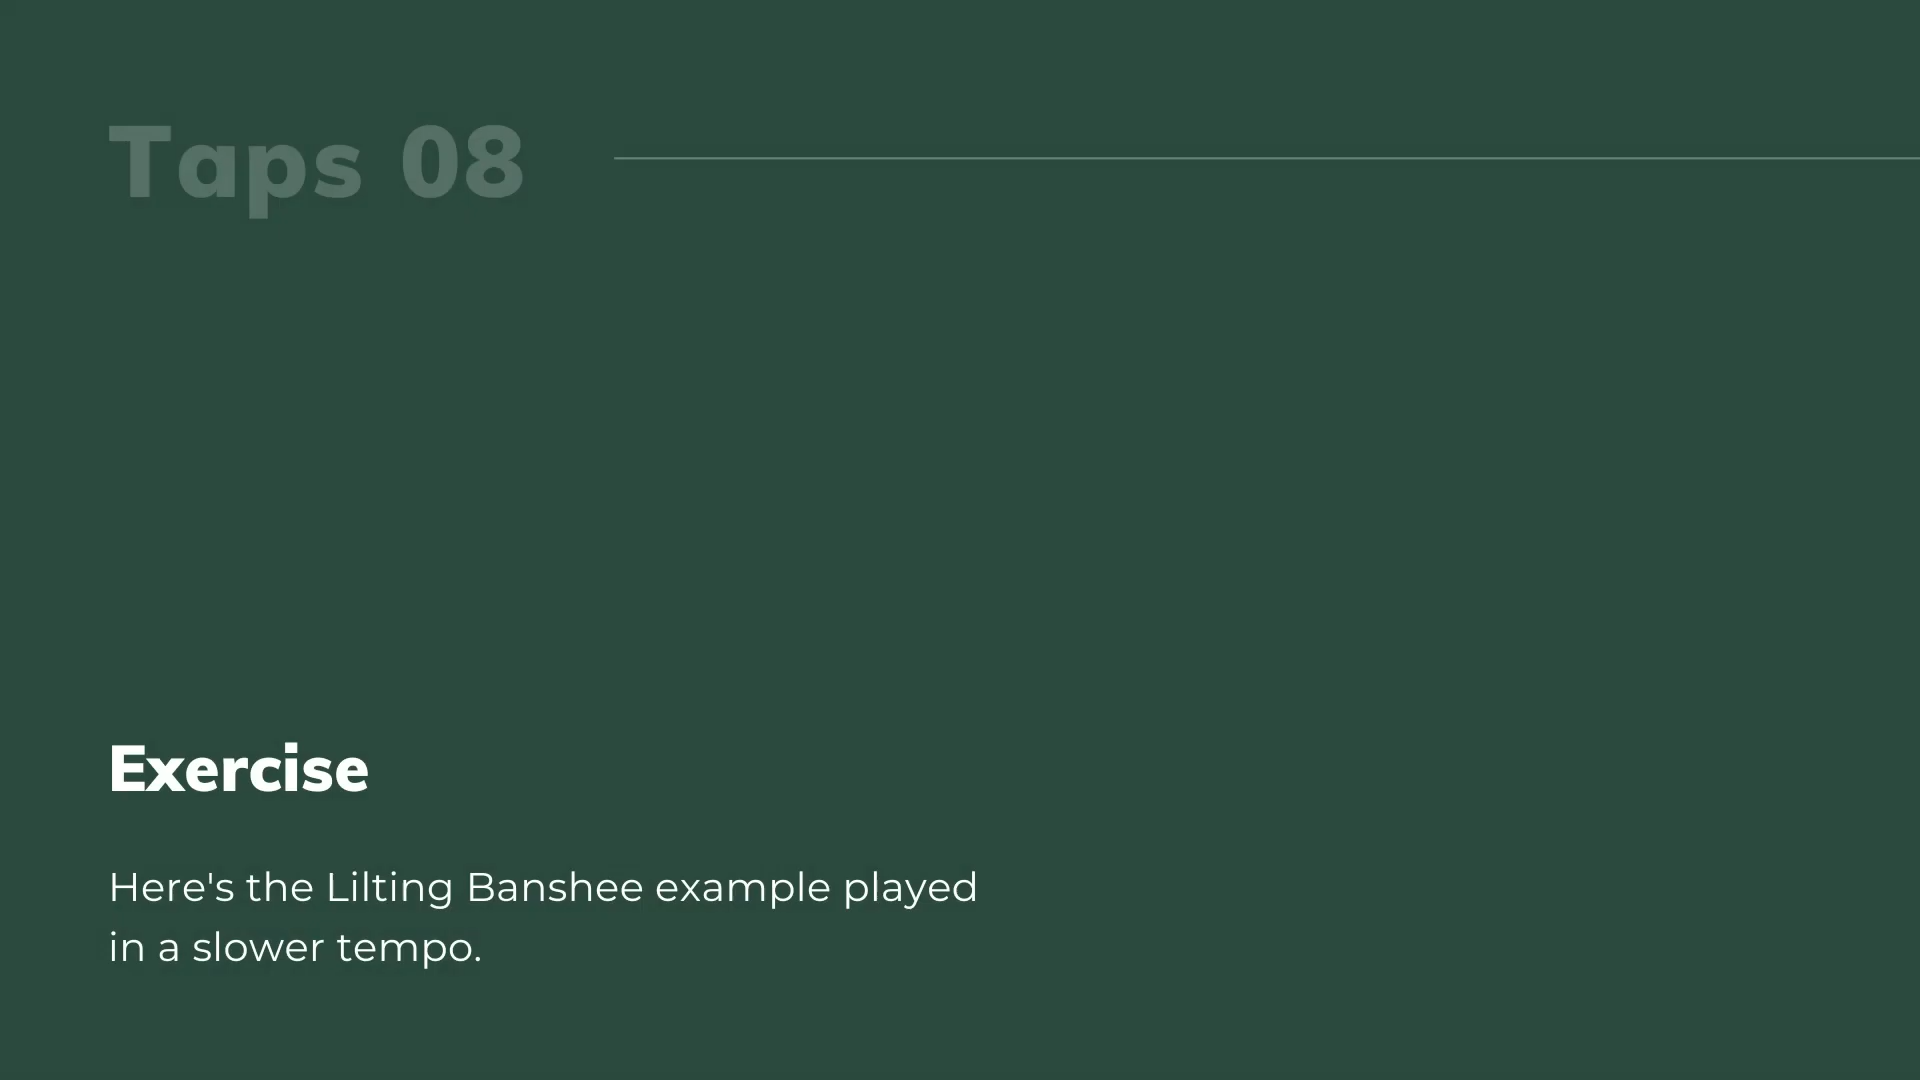 Taps 08
Exercise
Here's the Lilting Banshee example played
in a slower tempo.